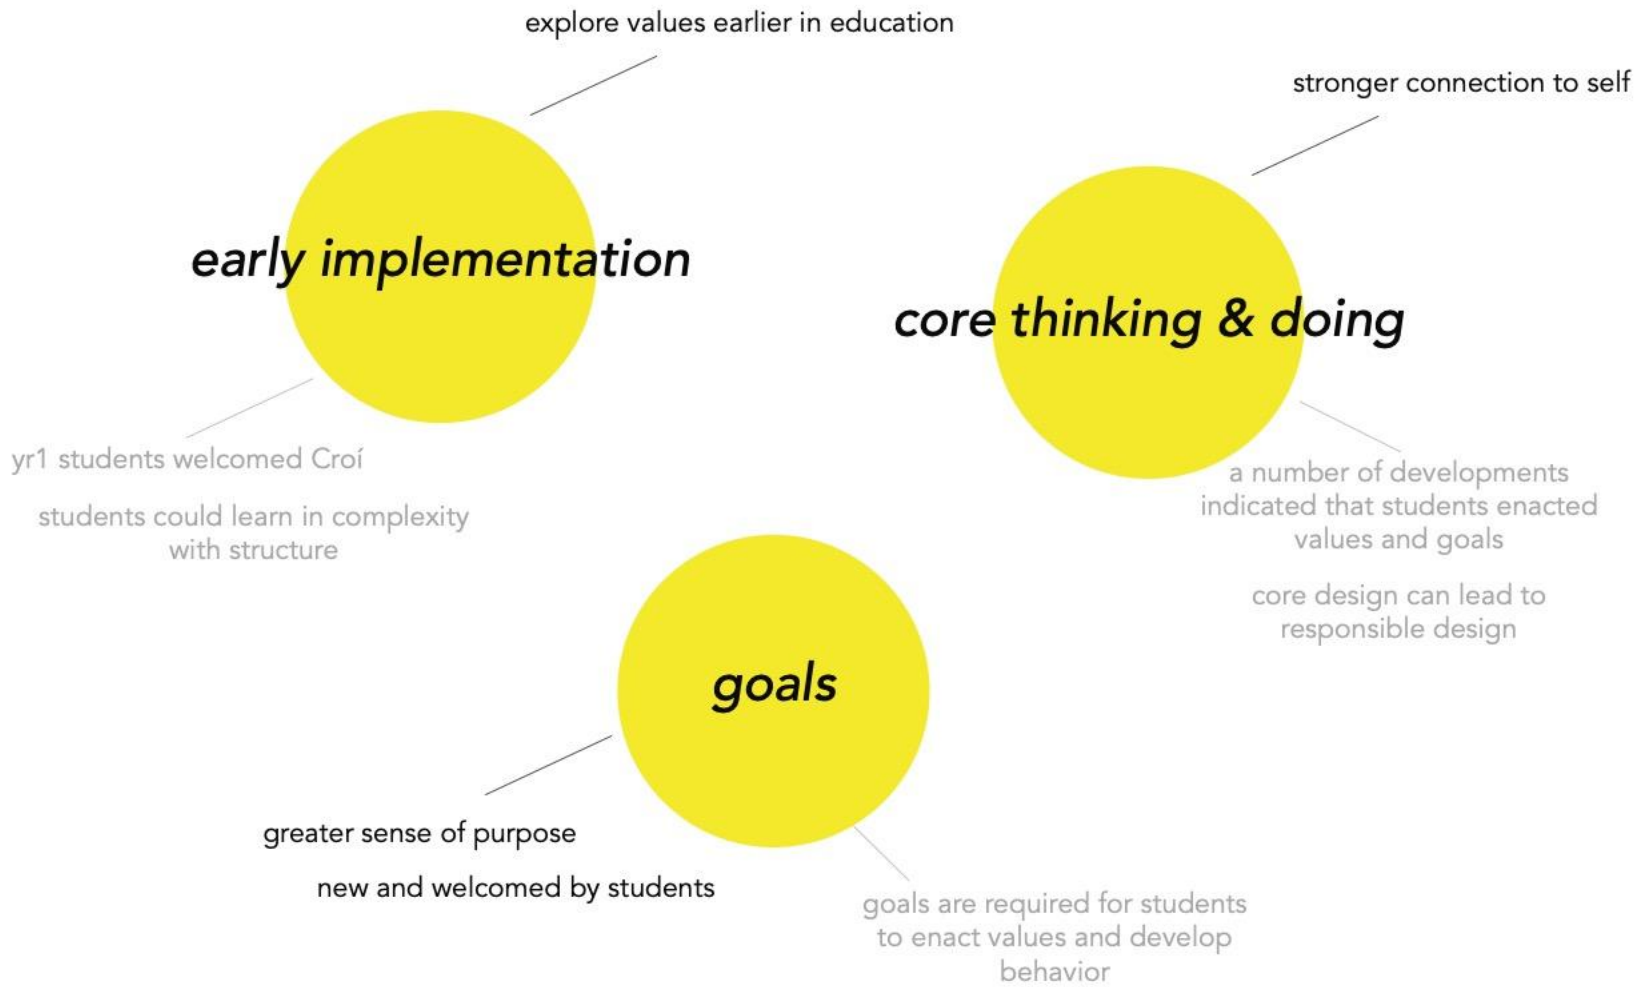 explore values earlier in education
stronger connection to self
early implementation
core thinking & doing
yr1 students welcomed Croí
students could learn in complexity
with structure
a number of developments
indicated that students enacted
values and goals
core design can lead to
responsible design
goals
greater sense of purpose
new and welcomed by students
goals are required for students
to enact values and develop
behavior